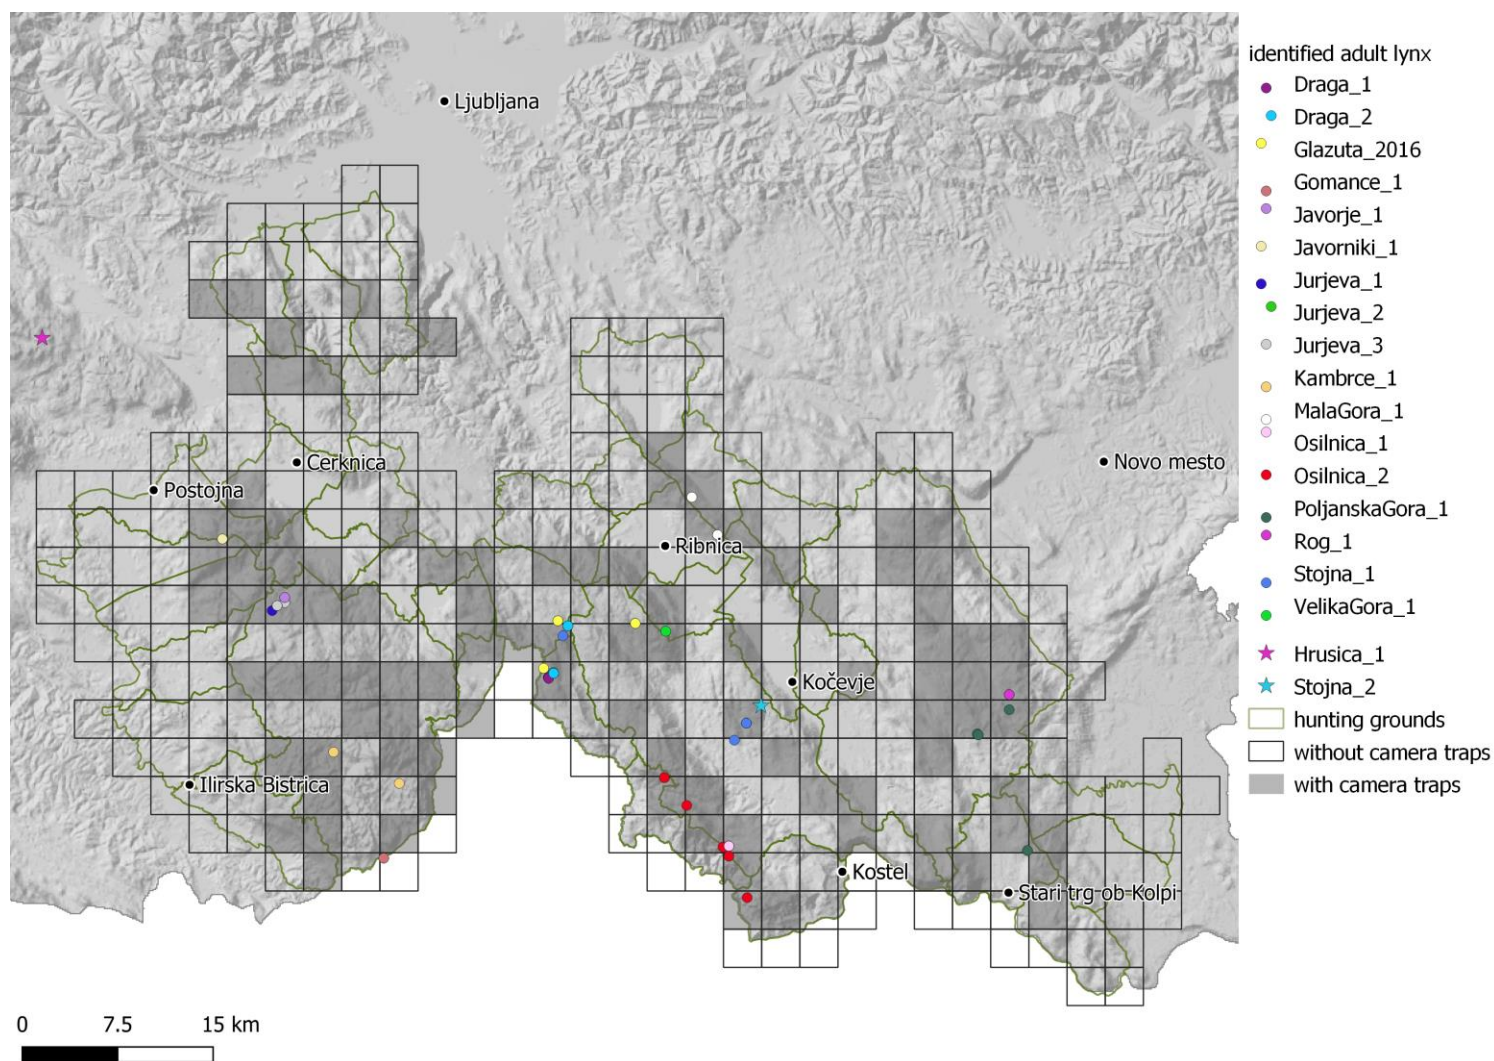 identified adult lynx
Draga_1
Draga_2
Glazuta_2016
Gomance_1
Javorje_1
Javorniki_1
Jurjeva_1
Jurjeva_2
Jurjeva_3
Kambrce_1
MalaGora_1
Osilnica_1
Osilnica_2
PoljanskaGora_1
Rog_1
Stojna_1
VelikaGora_1
Hrusica_1
Stojna_2
hunting grounds
without camera traps
with camera traps
Ljubljana
Cerknica
Postojna
Novo mesto
Ribnica
Kočevje
Ilirska Bistrica
Kostel
Stari trg ob Kolpi
0 7.5 15 km